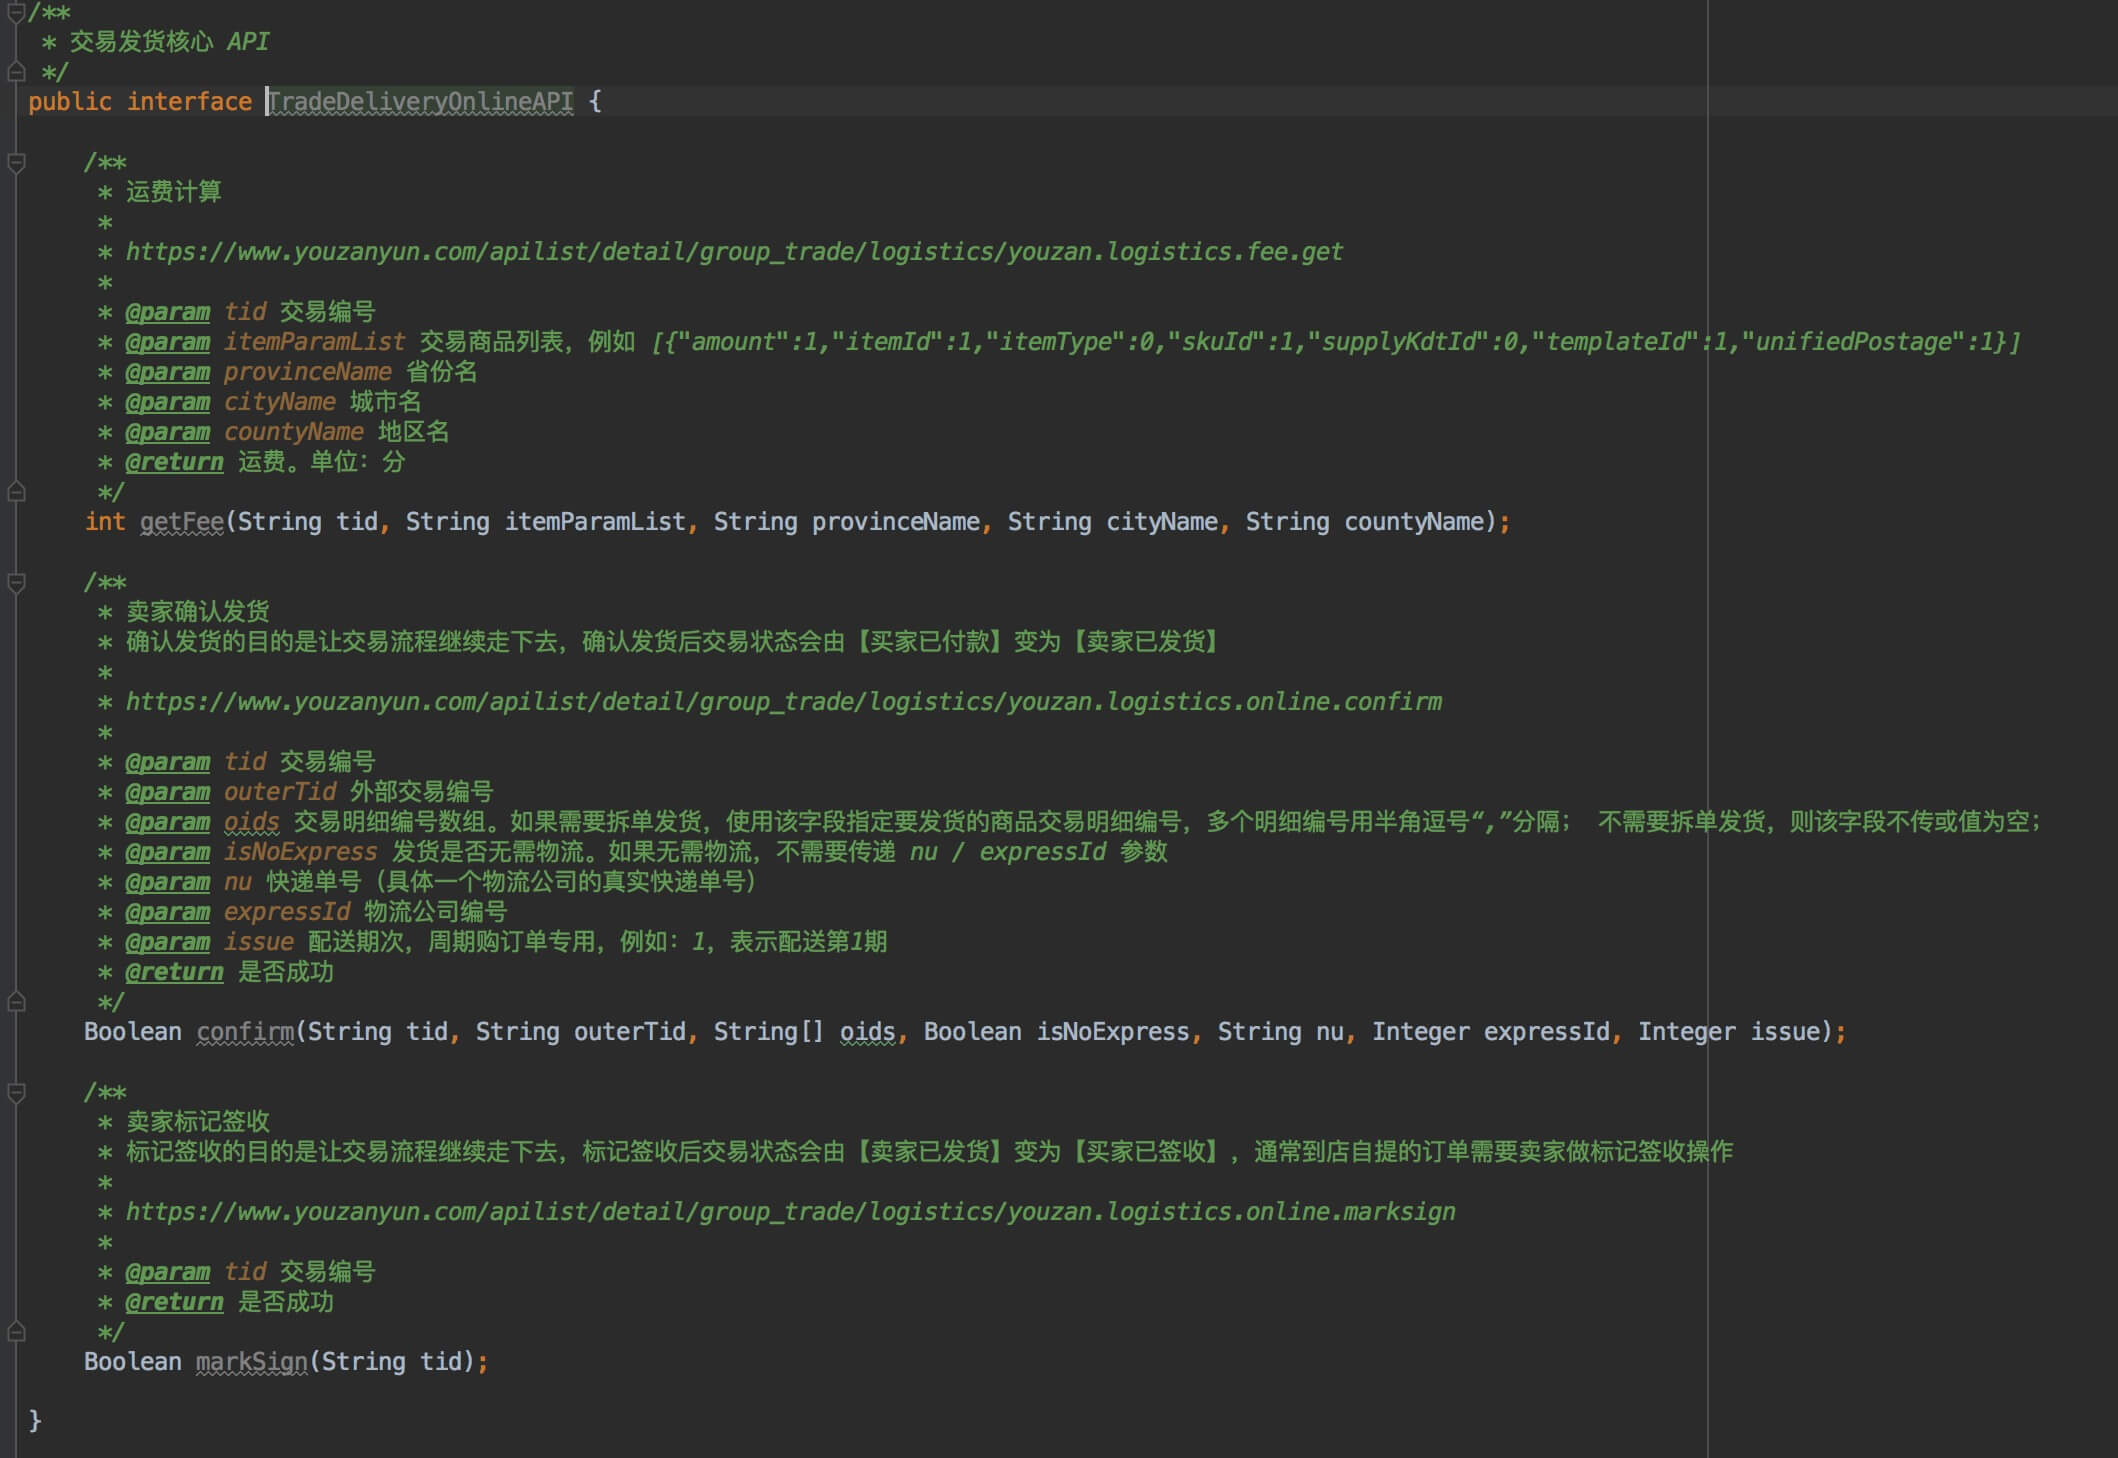 /**
 * 交易发货核心 API
 */
public interface TradeDeliveryOnlineAPI {
    /**
     * 运费计算
     *
     * https://www.youzanyun.com/apilist/detail/group_trade/logistics/youzan.logistics.fee.get
     *
     * @param tid 交易编号
     * @param itemParamList 交易商品列表，例如 [{"amount":1,"itemId":1,"itemType":0,"skuId":1,"supplyKdtId":0,"templateId":1,"unifiedPostage":1}]
     * @param provinceName 省份名
     * @param cityName 城市名
     * @param countyName 地区名
     * @return 运费。单位：分
     */
    int getFee(String tid, String itemParamList, String provinceName, String cityName, String countyName);
    /**
     * 卖家确认发货
     * 确认发货的目的是让交易流程继续走下去，确认发货后交易状态会由【买家已付款】变为【卖家已发货】
     *
     * https://www.youzanyun.com/apilist/detail/group_trade/logistics/youzan.logistics.online.confirm
     *
     * @param tid 交易编号
     * @param outerTid 外部交易编号
     * @param oids 交易明细编号数组。如果需要拆单发货，使用该字段指定要发货的商品交易明细编号，多个明细编号用半角逗号“,”分隔； 不需要拆单发货，则该字段不传或值为空；
     * @param isNoExpress 发货是否无需物流。如果无需物流，不需要传递 nu / expressId 参数
     * @param nu 快递单号（具体一个物流公司的真实快递单号）
     * @param expressId 物流公司编号
     * @param issue 配送期次，周期购订单专用，例如：1，表示配送第1期
     * @return 是否成功
     */
    Boolean confirm(String tid, String outerTid, String[] oids, Boolean isNoExpress, String nu, Integer expressId, Integer issue);
    /**
     * 卖家标记签收
     * 标记签收的目的是让交易流程继续走下去，标记签收后交易状态会由【卖家已发货】变为【买家已签收】，通常到店自提的订单需要卖家做标记签收操作
     *
     * https://www.youzanyun.com/apilist/detail/group_trade/logistics/youzan.logistics.online.marksign
     *
     * @param tid 交易编号
     * @return 是否成功
     */
    Boolean markSign(String tid);
}